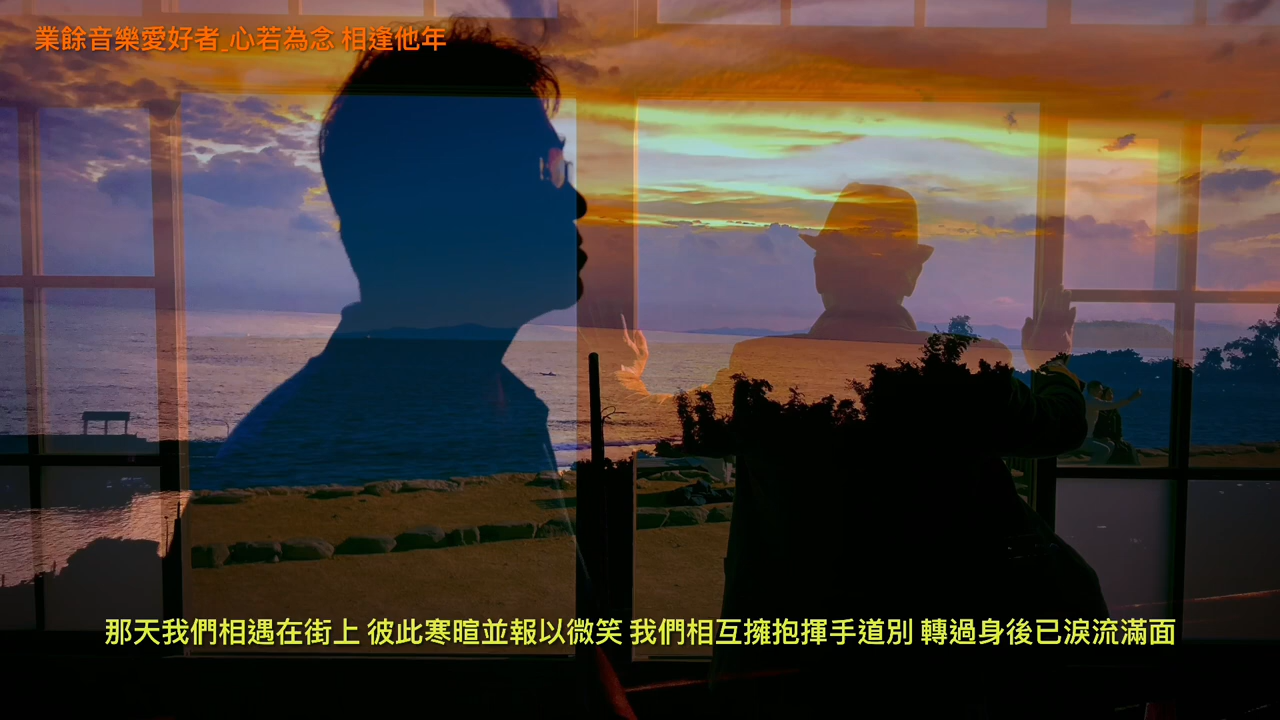 業餘音樂愛好者_心若為念 相逢他年
那天我們相遇在街上 彼此寒暄並報以微笑 我們相互擁抱揮手道別 轉過身後已淚流滿面